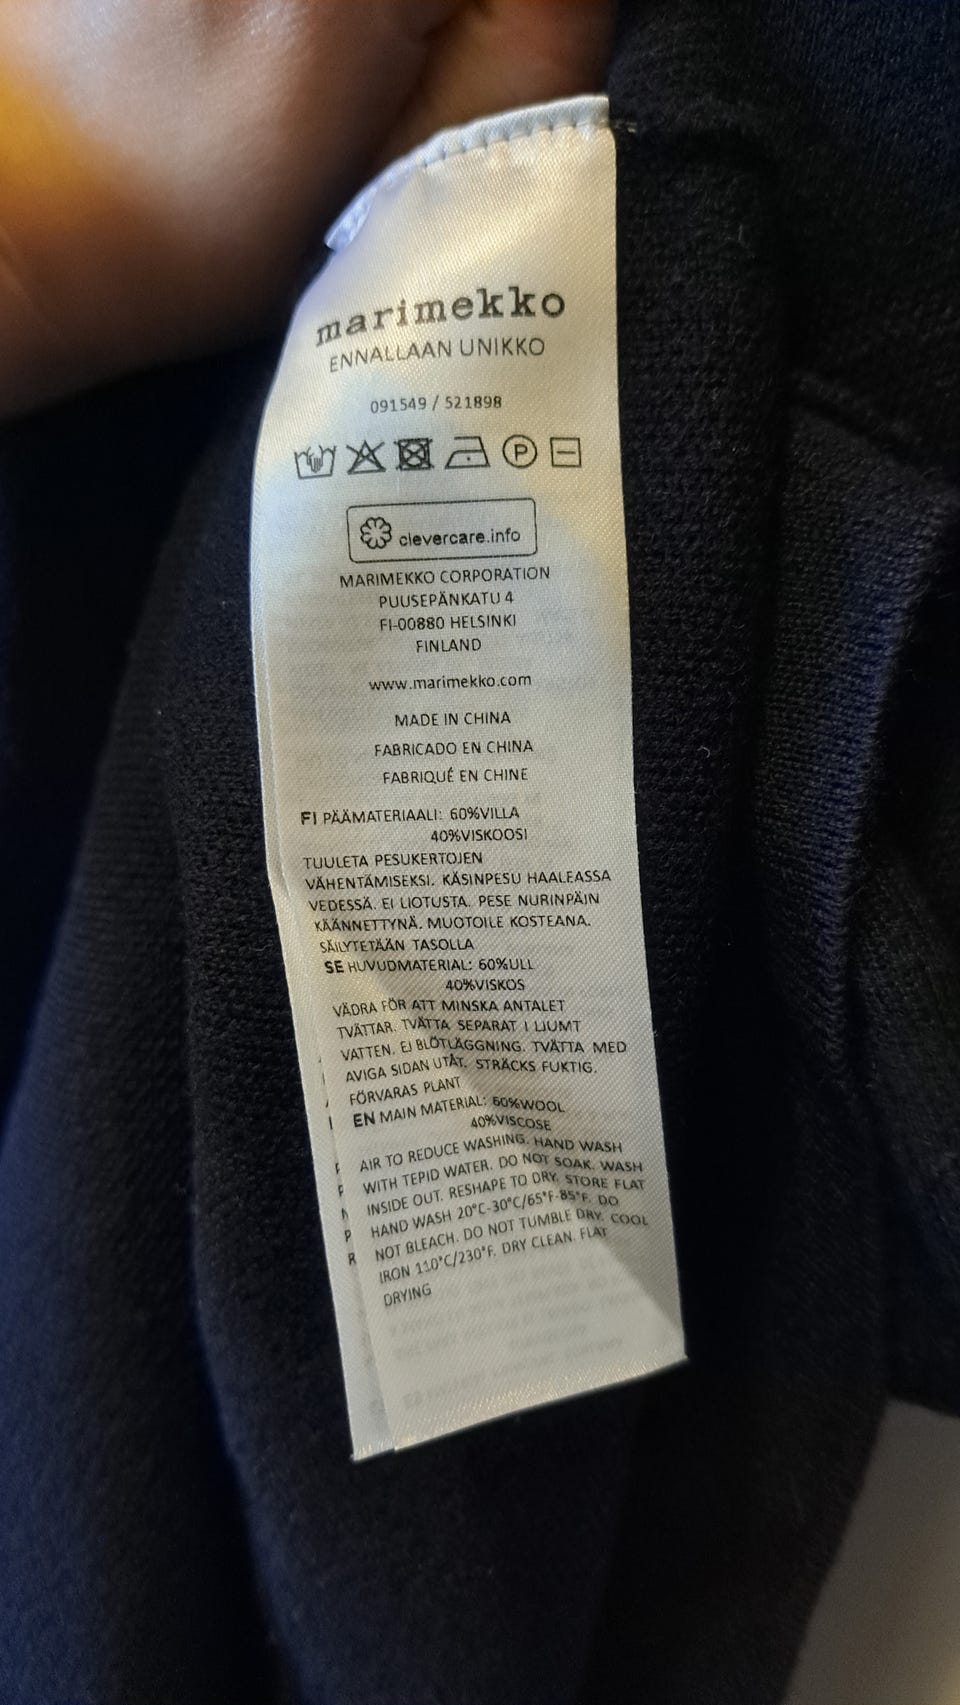 marimekko
ENNALLAAN UNIKKO
091549 / 521898
P
clevercare.info
MARIMEKKO CORPORATION
PUUSEPÄNKATU 4
FI-00880 HELSINKI
FINLAND
www.marimekko.com
MADE IN CHINA
FABRICADO EN CHINA
FABRIQUÉ EN CHINE
FI PÄÄMATERIAALI: 60%VILLA
40%VISKOOSI
TUULETA PESUKERTOJEN
VÄHENTÄMISEKSI. KÄSINPESU HAALEASSA
VEDESSÄ. EI LIOTUSTA. PESE NURINPÄIN
KÄÄNNETTYNÄ. MUOTOILE KOSTEANA.
SÄILYTETÄÄN TASOLLA
SE HUVUDMATERIAL: 60%ULL
40%VISKOS
VÄDRA FÖR ATT MINSKA ANTALET
TVÄTTAR. TVÄTTA SEPARAT I LJUMT
VATTEN. EJ BLÖTLÄGGNING. TVÄTTA MED
AVIGA SIDAN UTÅT. STRÄCKS FUKTIG.
FÖRVARAS PLANT
EN MAIN MATERIAL: 60%WOOL
40%VISCOSE
AIR TO REDUCE WASHING. HAND WASH
WITH TEPID WATER. DO NOT SOAK. WASH
INSIDE OUT. RESHAPE TO DRY. STORE FLAT
HAND WASH 20°C-30°C/65°F-85°F. DO
NOT BLEACH. DO NOT TUMBLE DRY. COOL
IRON 110°C/230°F. DRY CLEAN. FLAT
DRYING